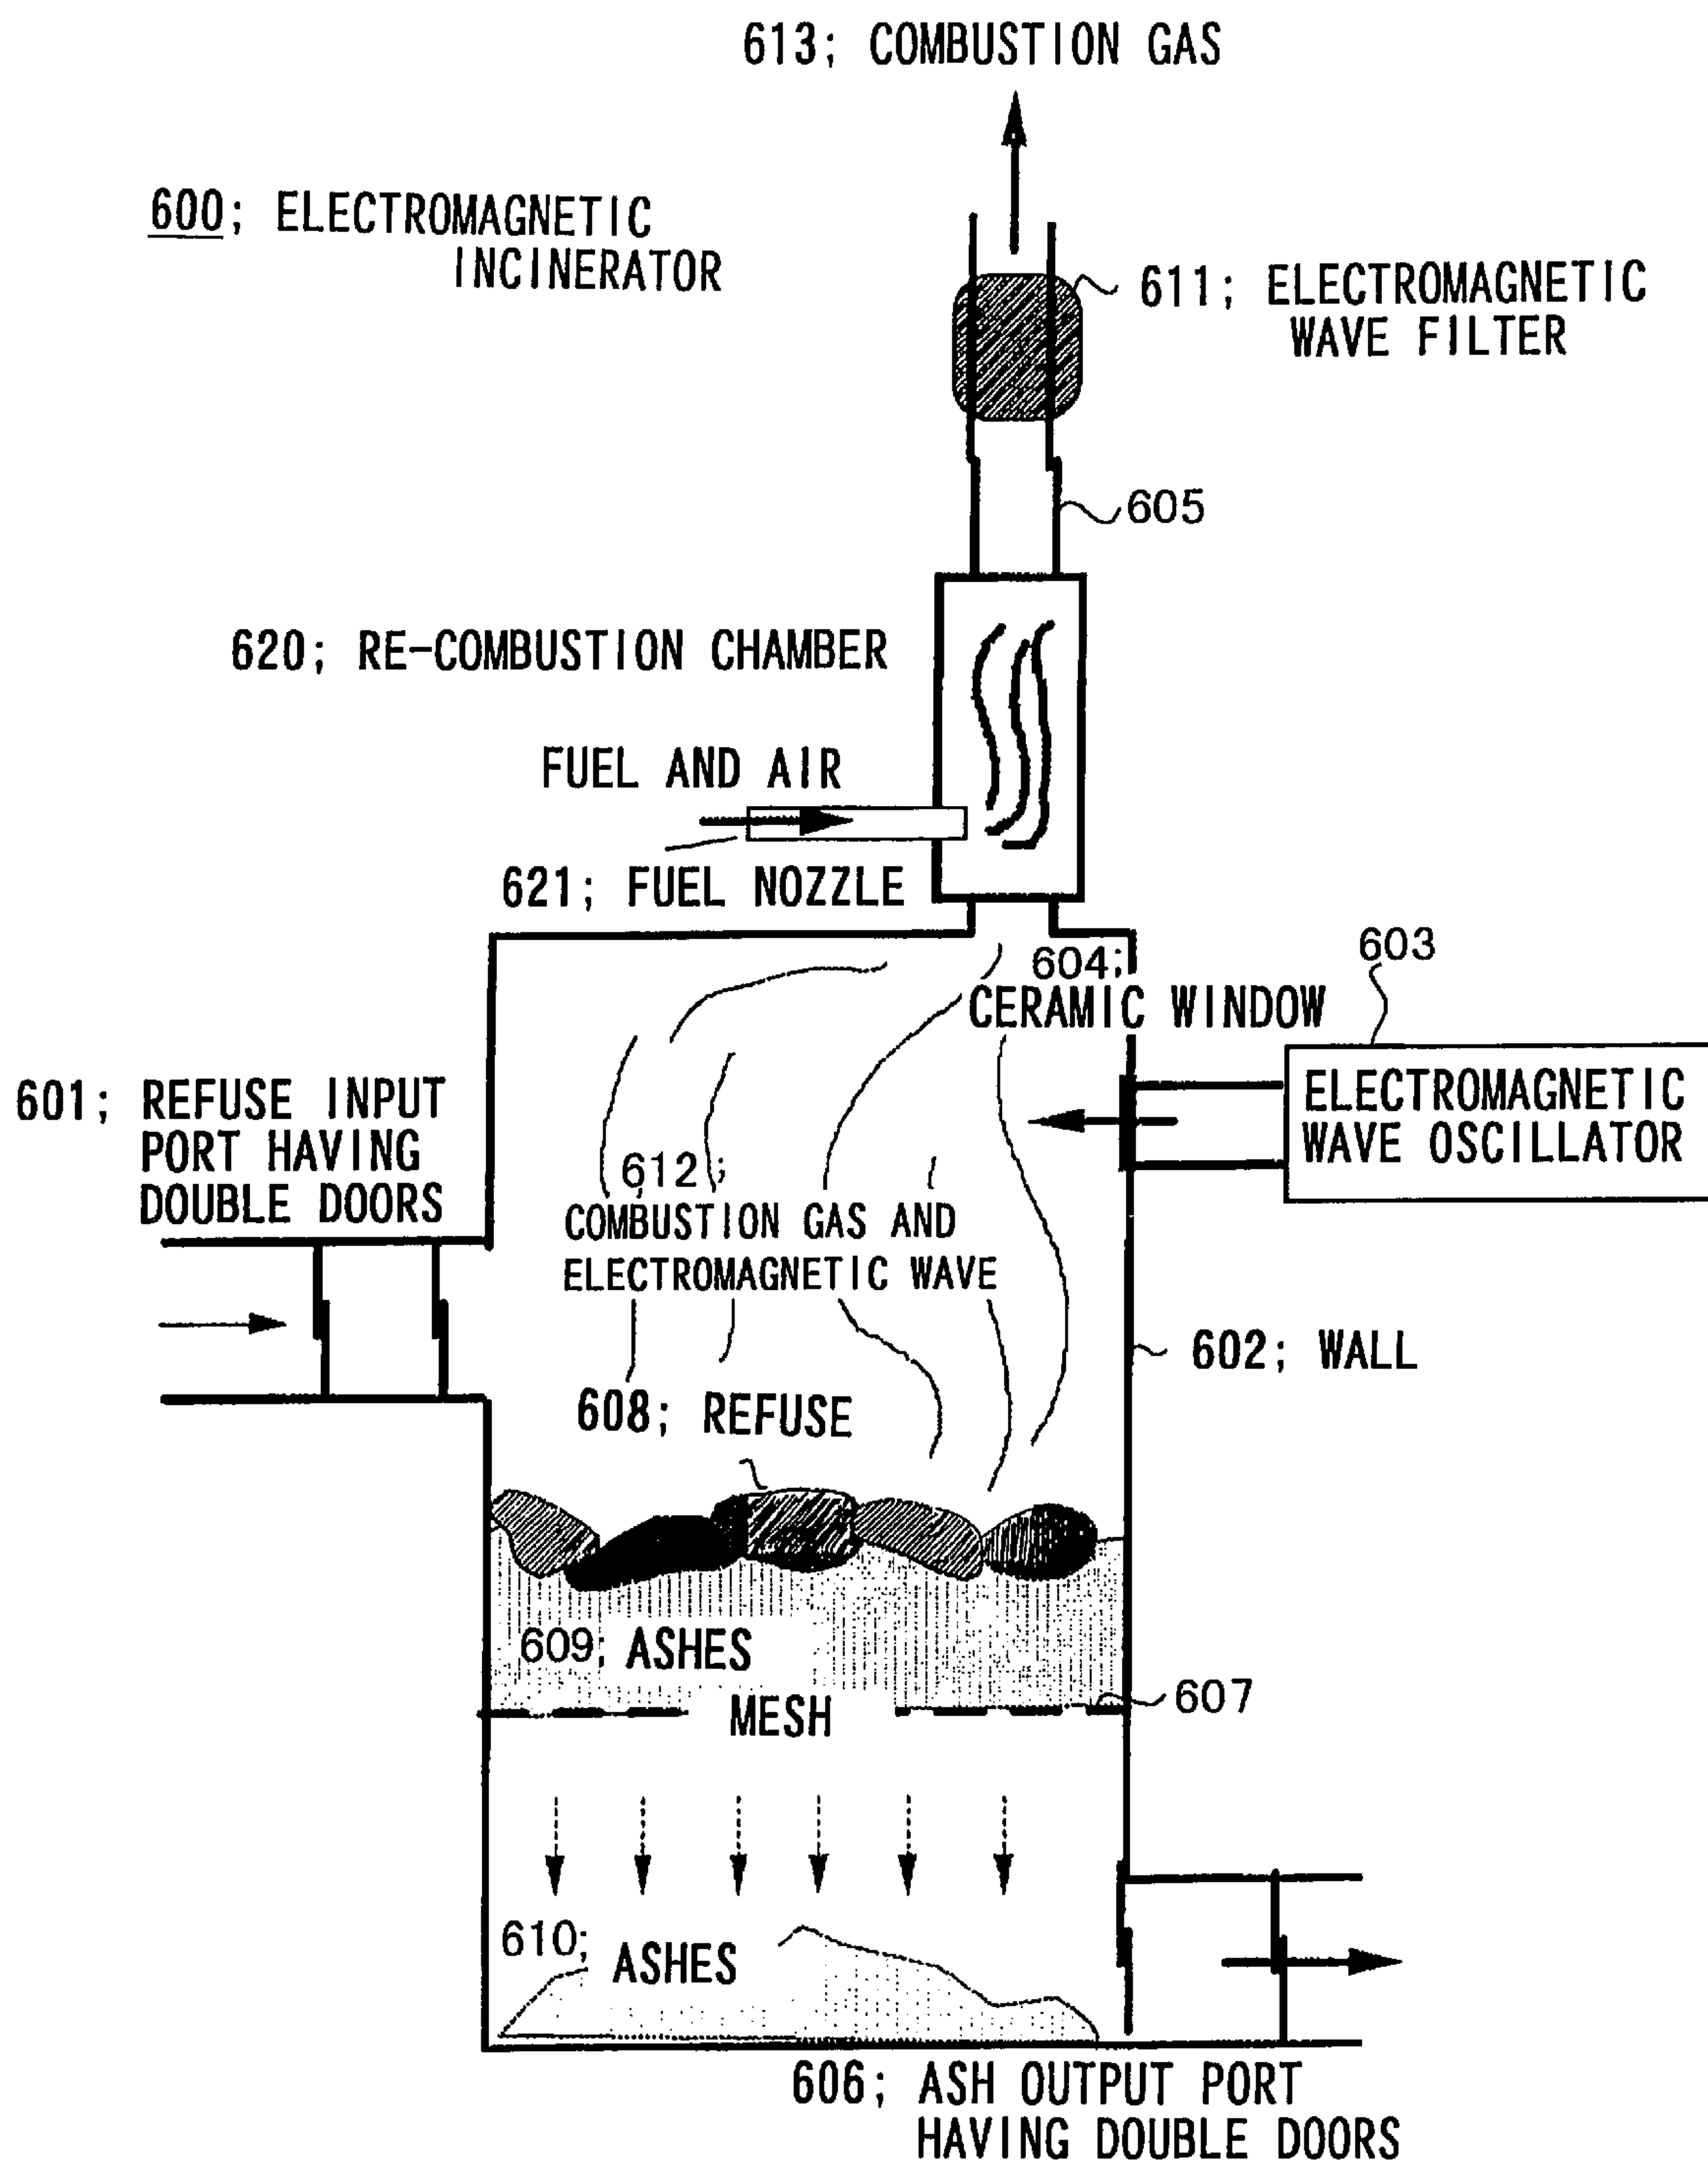 613; COMBUSTION GAS
600; ELECTROMAGNETIC
INCINERATOR
611; ELECTROMAGNETIC
WAVE FILTER
605
620; RE-COMBUSTION CHAMBER
FUEL AND AIR
621; FUEL NOZZLE
604;
CERAMIC WINDOW
603
ELECTROMAGNETIC
WAVE OSCILLATOR
601; REFUSE INPUT
PORT HAVING
DOUBLE DOORS
612;
COMBUSTION GAS AND
ELECTROMAGNETIC WAVE
602; WALL
608; REFUSE
609; ASHES
MESH
607
610;
ASHES
606; ASH OUTPUT PORT
HAVING DOUBLE DOORS